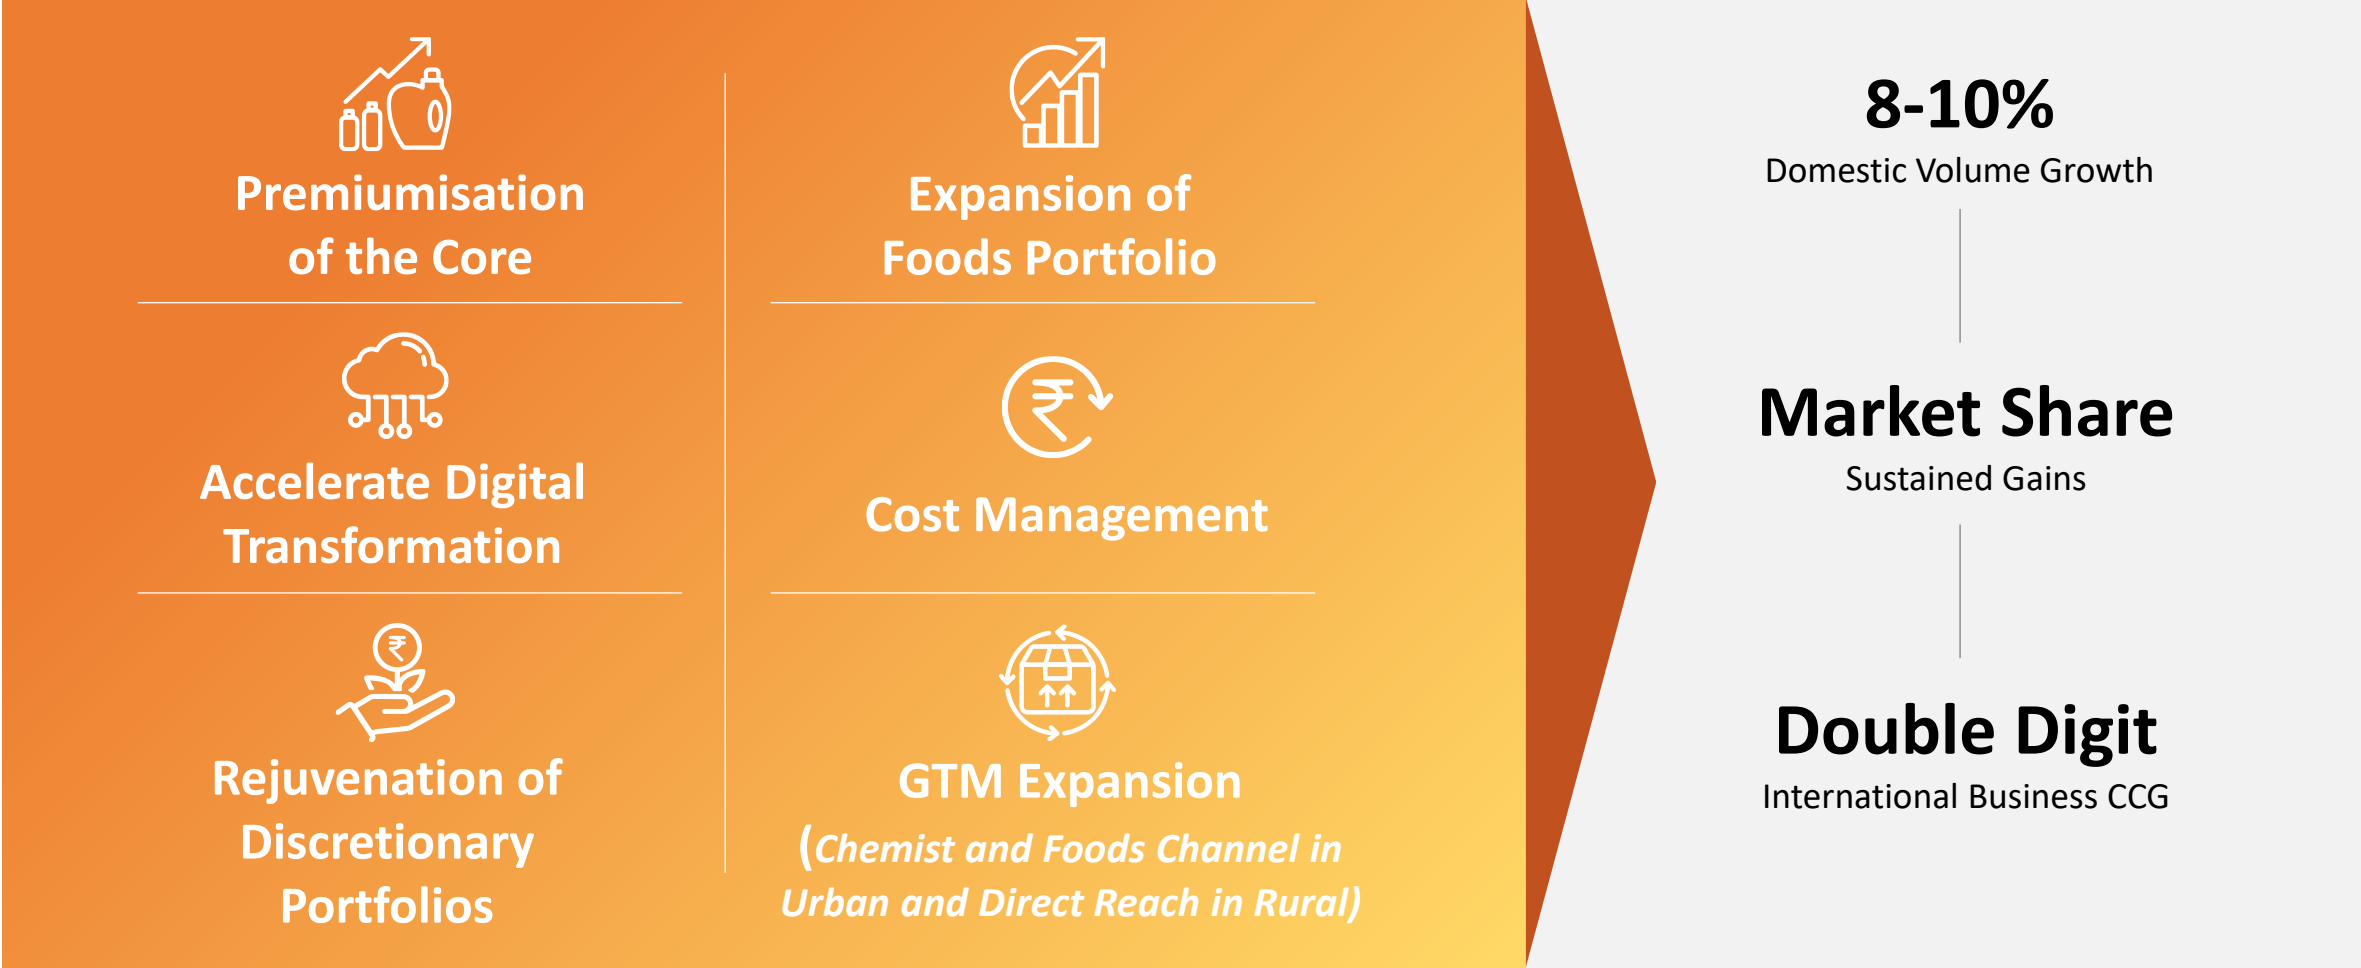 Premiumisation
of the Core
Expansion of
Foods Portfolio
Accelerate Digital
Transformation
₹
Cost Management
₹
Rejuvenation of
Discretionary
Portfolios
GTM Expansion
(Chemist and Foods Channel in
Urban and Direct Reach in Rural)
8-10%
Domestic Volume Growth
Market Share
Sustained Gains
Double Digit
International Business CCG